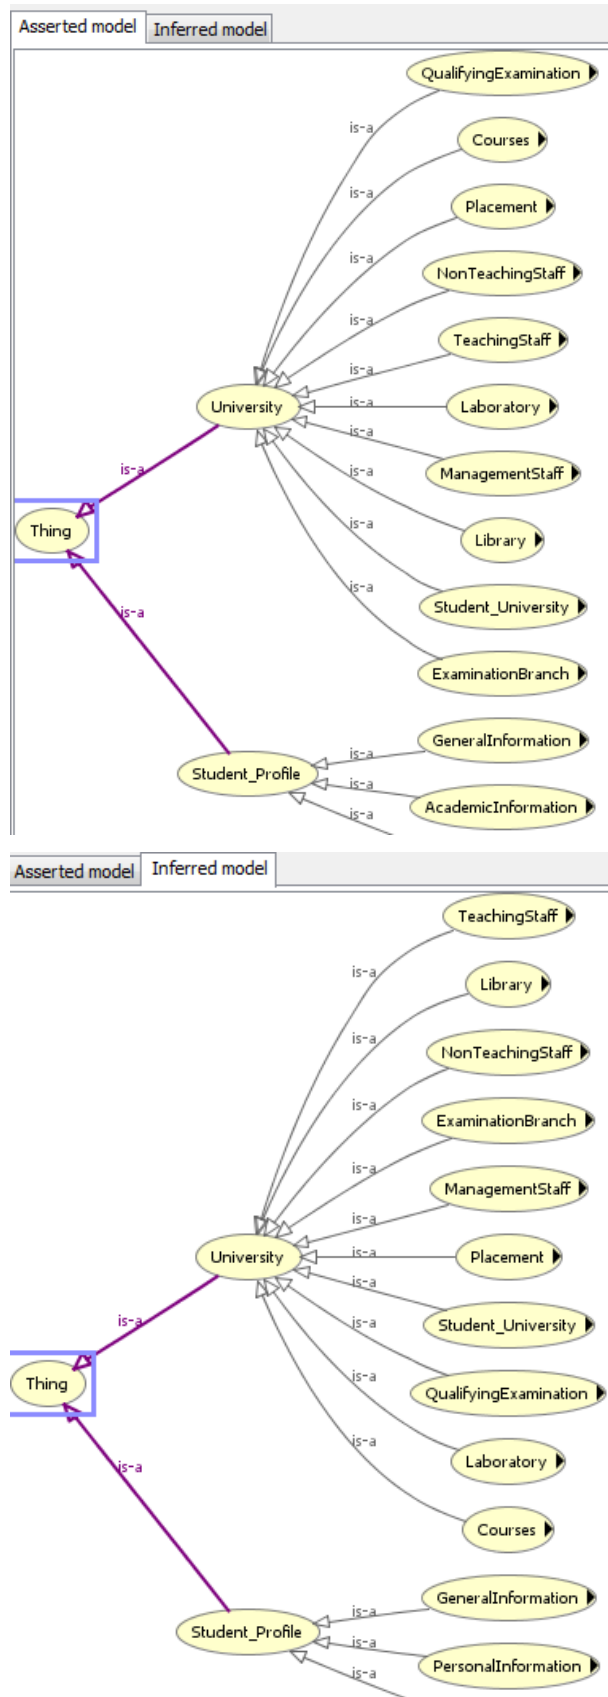 Asserted model Inferred model
QualifyingExamination
is-a
Courses
is-a
Placement
is-a
NonTeachingStaff
is-a
TeachingStaff
is-a
University
is-a
Laboratory
is-a
ManagementStaff
is-a
Thing
is-a
Library
is-a
Student_University
is-a
ExaminationBranch
is-a
GeneralInformation
is-a
Student_Profile
is-a
AcademicInformation
is-a
Asserted model Inferred model
TeachingStaff
is-a
Library
is-a
NonTeachingStaff
is-a
ExaminationBranch
is-a
ManagementStaff
is-a
University
is-a
Placement
is-a
Student_University
is-a
Thing
QualifyingExamination
is-a
Laboratory
is-a
is-a
Courses
GeneralInformation
is-a
Student_Profile
is-a
PersonalInformation
is-a